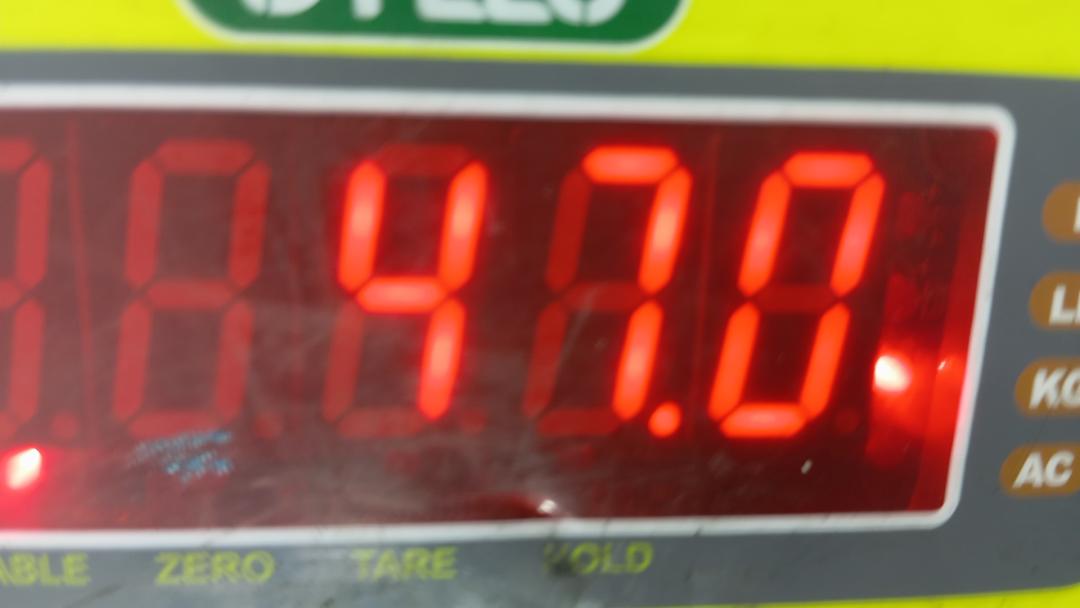 47.0
KG
AC
ZERO TARE HOLD